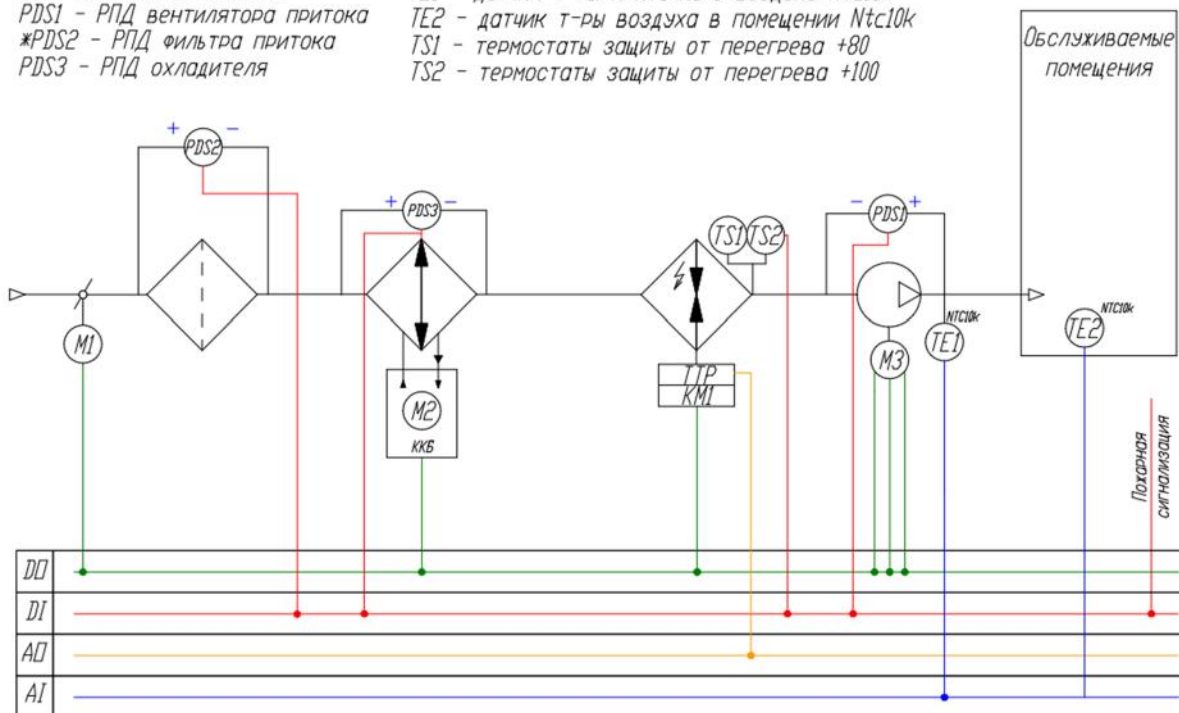 PDS1 - РПД вентилятора притока
*PDS2 - РПД фильтра притока
PDS3 - РПД охладителя
TE2 - датчик т-ры воздуха в помещении Ntc10k
TS1 - термостаты защиты от перегрева +80
TS2 - термостаты защиты от перегрева +100
Обслуживаемые
помещения
+ PDS2 -
+ PDS3 -
TS1 TS2
- PDS1 +
M1
M2
ККБ
ТТР
КМ1
M3
NTC10k
TE1
NTC10k
TE2
Пожарная
сигнализация
DO
DI
AO
AI